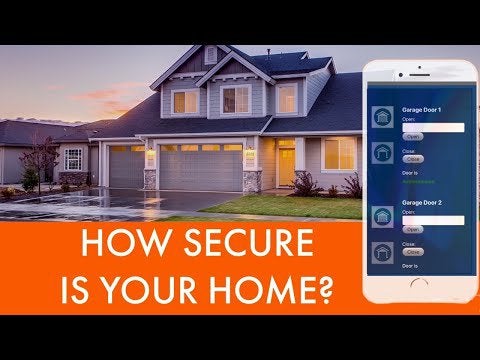 HOW SECURE
IS YOUR HOME?
Garage Door 1
Open:
Open
Close:
Close
Door is
Garage Door 2
Open:
Open
Close:
Close
Door is